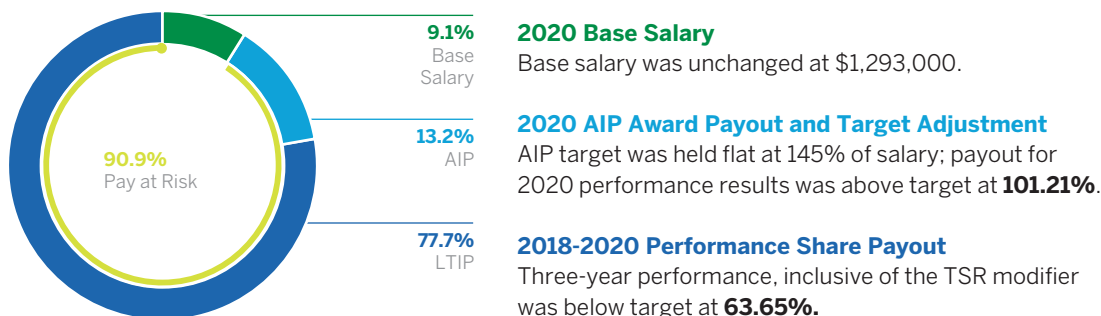 9.1%
Base
Salary
13.2%
AIP
77.7%
LTIP
90.9%
Pay at Risk
2020 Base Salary
Base salary was unchanged at $1,293,000.
2020 AIP Award Payout and Target Adjustment
AIP target was held flat at 145% of salary; payout for
2020 performance results was above target at 101.21%.
2018-2020 Performance Share Payout
Three-year performance, inclusive of the TSR modifier
was below target at 63.65%.